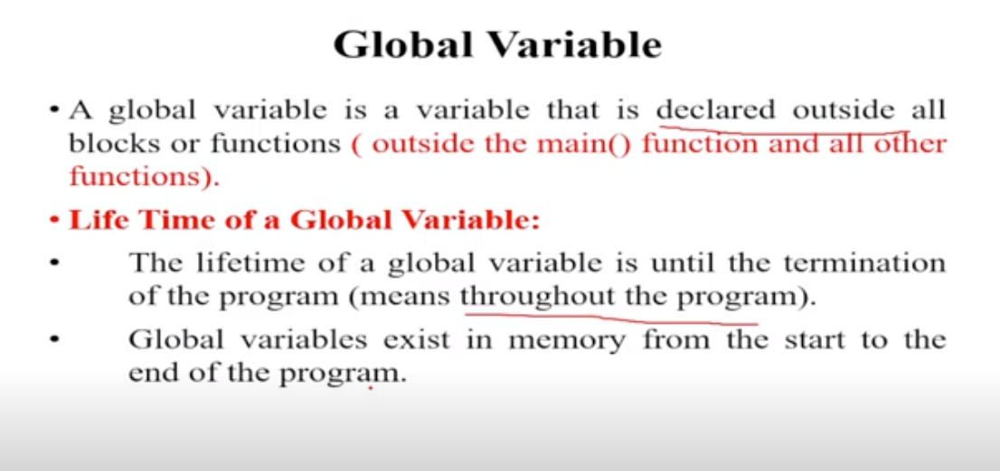 Global Variable
• A global variable is a variable that is declared outside all
blocks or functions ( outside the main() function and all other
functions).
• Life Time of a Global Variable:
• The lifetime of a global variable is until the termination
of the program (means throughout the program).
• Global variables exist in memory from the start to the
end of the program.